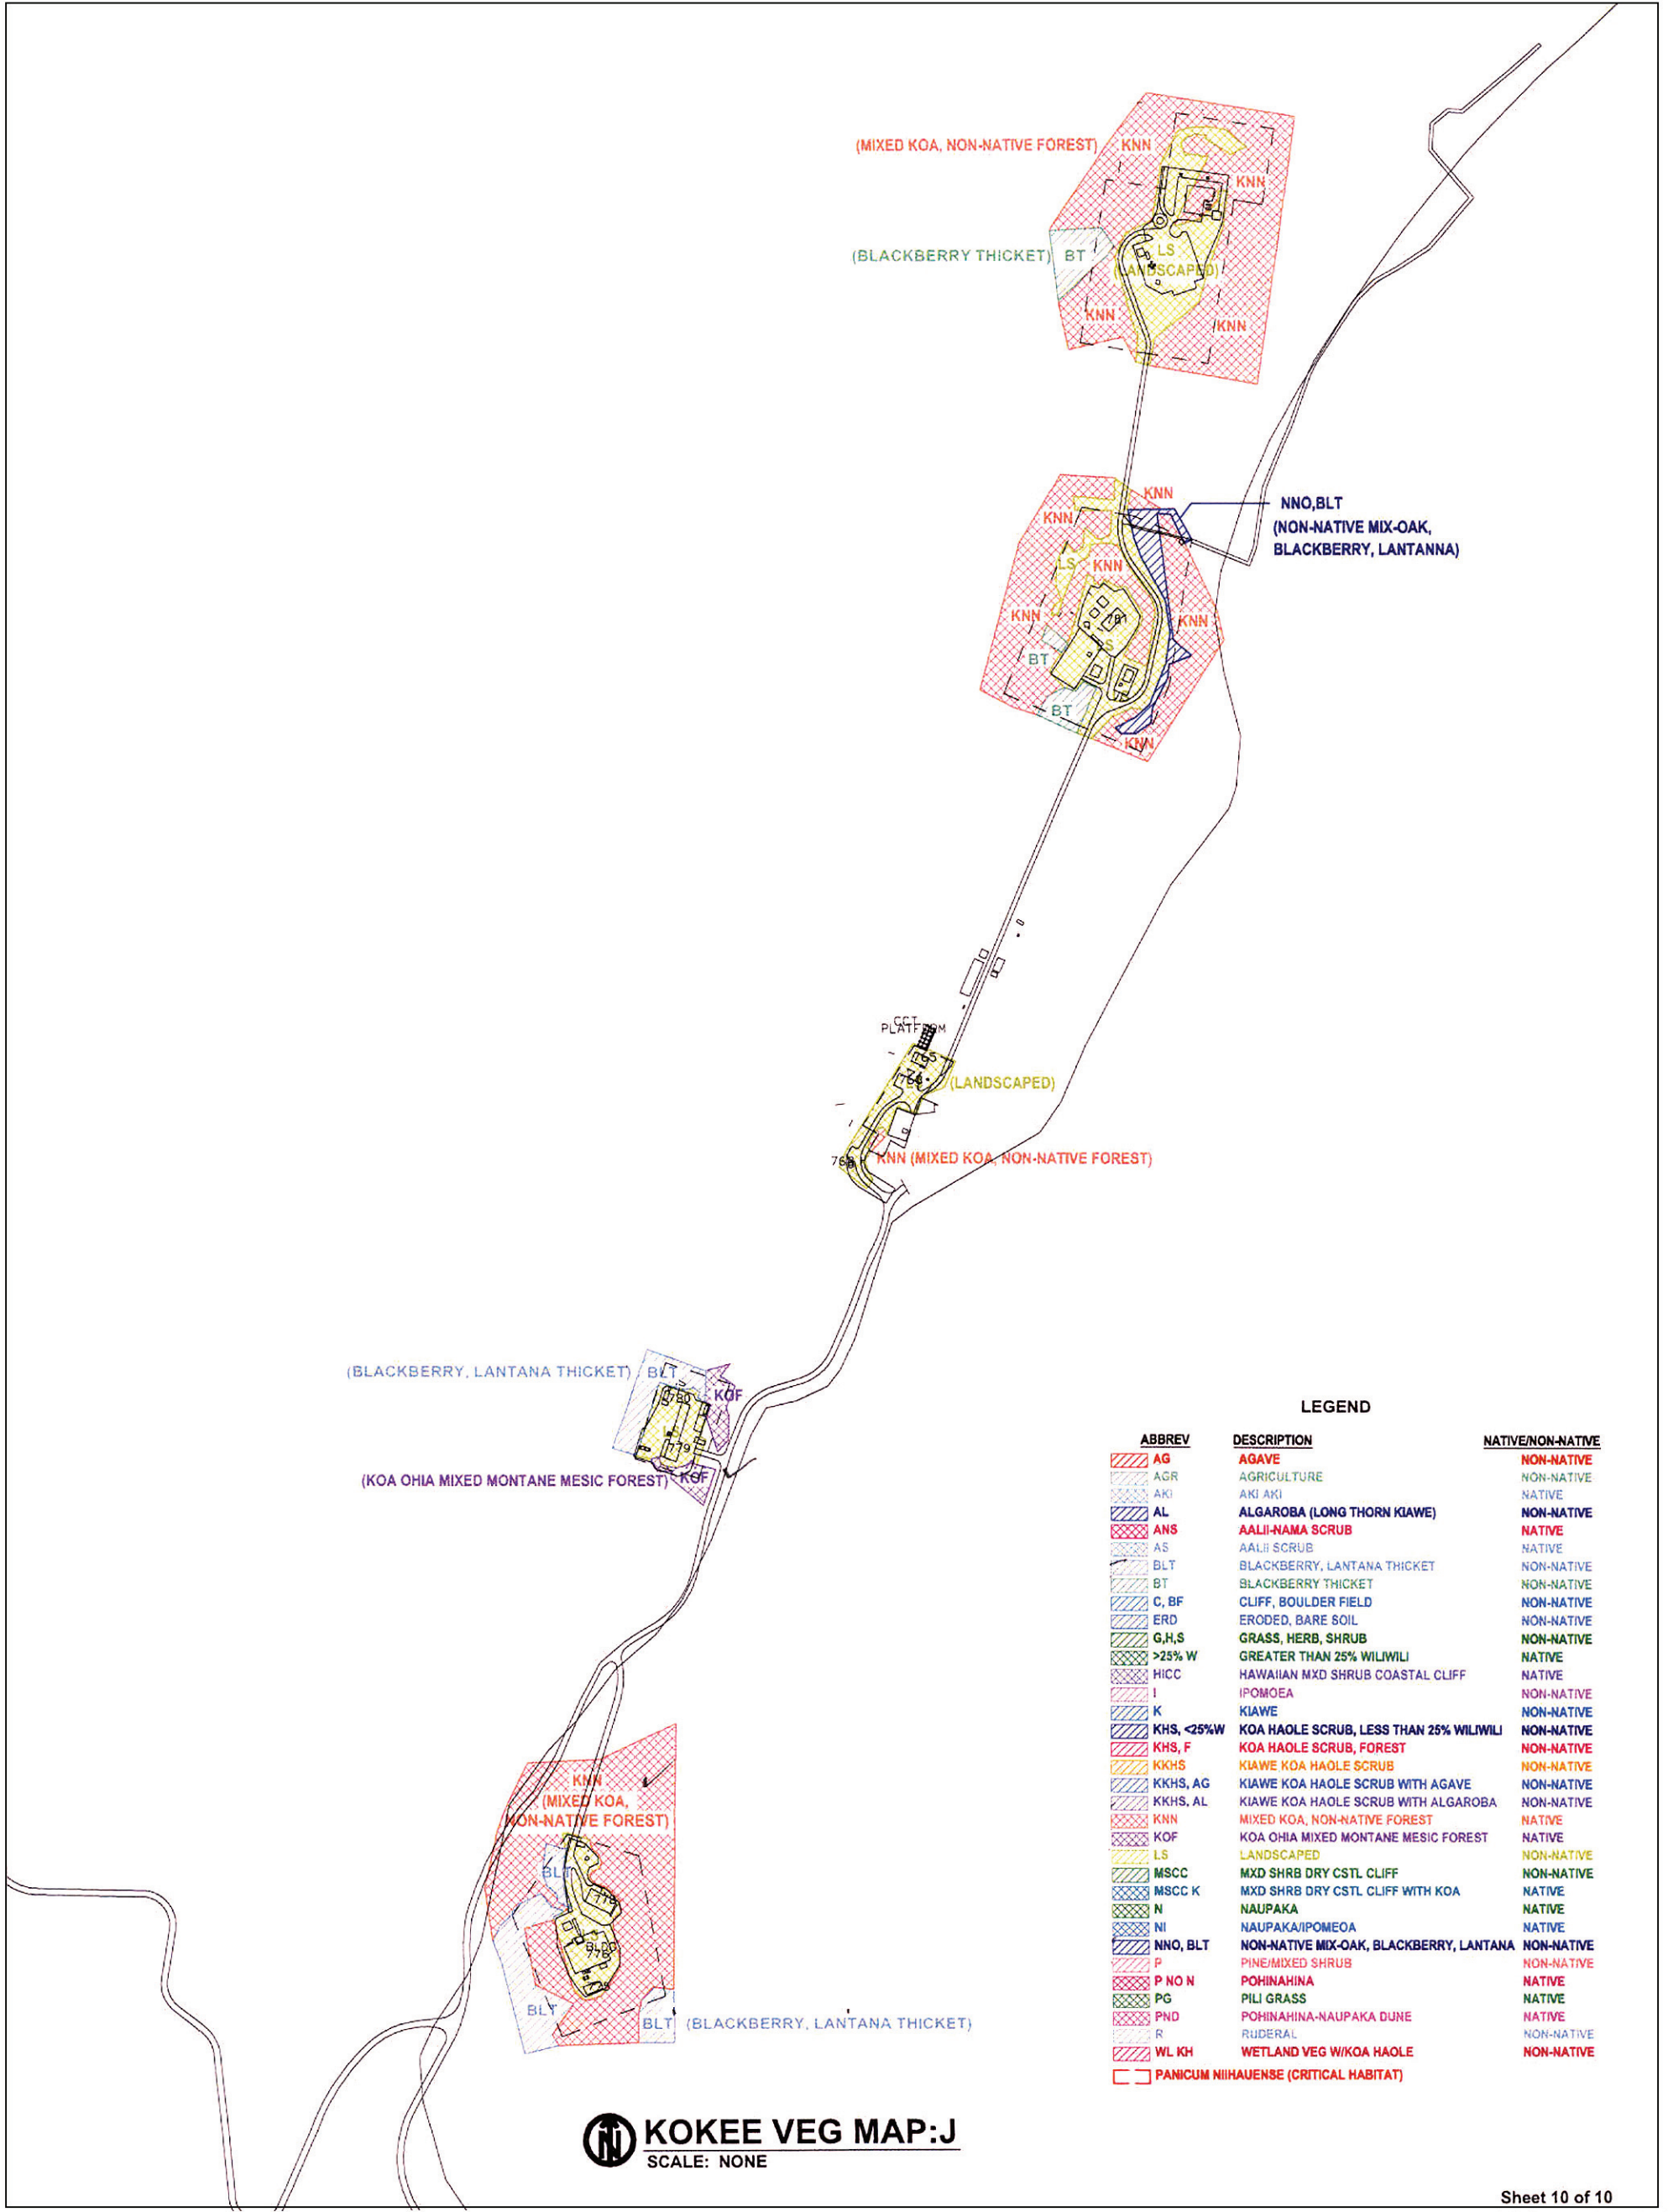 (MIXED KOA, NON-NATIVE FOREST)
KNN
KNN
(BLACKBERRY THICKET)
BT
LS
(LANDSCAPED)
KNN
KNN
KNN
NNO,BLT
(NON-NATIVE MIX-OAK,
BLACKBERRY, LANTANNA)
KNN
LS
KNN
KNN
KNN
781
LS
BT
BT
KNN
CCT
PLATFORM
765
(LANDSCAPED)
KNN (MIXED KOA, NON-NATIVE FOREST)
(BLACKBERRY, LANTANA THICKET)
BLT
KOF
780
LS
779
(KOA OHIA MIXED MONTANE MESIC FOREST)
KOF
KNN
(MIXED KOA,
NON-NATIVE FOREST)
BLT
BLDG
BLT
BLT (BLACKBERRY, LANTANA THICKET)
LEGEND
ABBREV DESCRIPTION NATIVE/NON-NATIVE
AG AGAVE NON-NATIVE
AGR AGRICULTURE NON-NATIVE
AKI AKI AKI NATIVE
AL ALGAROBA (LONG THORN KIAWE) NON-NATIVE
ANS AALII-NAMA SCRUB NATIVE
AS AALII SCRUB NATIVE
BLT BLACKBERRY, LANTANA THICKET NON-NATIVE
BT BLACKBERRY THICKET NON-NATIVE
C, BF CLIFF, BOULDER FIELD NON-NATIVE
ERD ERODED, BARE SOIL NON-NATIVE
G,H,S GRASS, HERB, SHRUB NON-NATIVE
>25% W GREATER THAN 25% WILIWILI NATIVE
HICC HAWAIIAN MXD SHRUB COASTAL CLIFF NATIVE
I IPOMOEA NON-NATIVE
K KIAWE NON-NATIVE
KHS, <25%W KOA HAOLE SCRUB, LESS THAN 25% WILIWILI NON-NATIVE
KHS, F KOA HAOLE SCRUB, FOREST NON-NATIVE
KKHS KIAWE KOA HAOLE SCRUB NON-NATIVE
KKHS, AG KIAWE KOA HAOLE SCRUB WITH AGAVE NON-NATIVE
KKHS, AL KIAWE KOA HAOLE SCRUB WITH ALGAROBA NON-NATIVE
KNN MIXED KOA, NON-NATIVE FOREST NATIVE
KOF KOA OHIA MIXED MONTANE MESIC FOREST NATIVE
LS LANDSCAPED NON-NATIVE
MSCC MXD SHRB DRY CSTL CLIFF NON-NATIVE
MSCC K MXD SHRB DRY CSTL CLIFF WITH KOA NATIVE
N NAUPAKA NATIVE
NI NAUPAKA/IPOMEOA NATIVE
NNO, BLT NON-NATIVE MIX-OAK, BLACKBERRY, LANTANA NON-NATIVE
P PINE/MIXED SHRUB NON-NATIVE
P NO N POHINAHINA NATIVE
PG PILI GRASS NATIVE
PND POHINAHINA-NAUPAKA DUNE NATIVE
R RUDERAL NON-NATIVE
WL KH WETLAND VEG W/KOA HAOLE NON-NATIVE
PANICUM NIIHAUENSE (CRITICAL HABITAT)
N
KOKEE VEG MAP:J
SCALE: NONE
Sheet 10 of 10